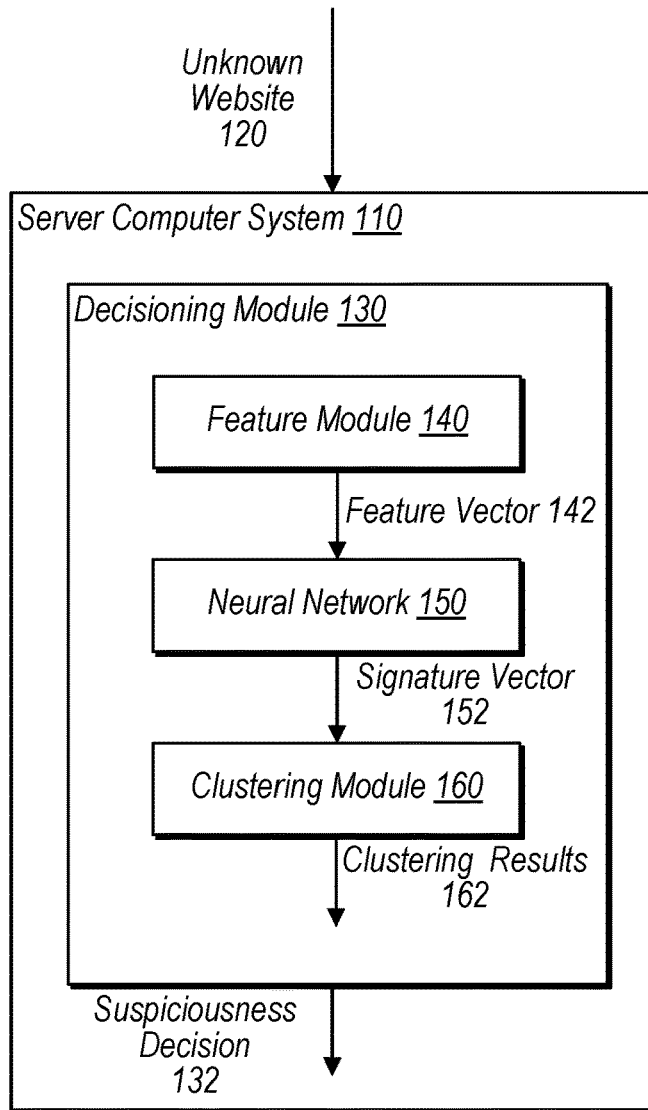 Unknown
Website
120
Server Computer System 110
Decisioning Module 130
Feature Module 140
Feature Vector 142
Neural Network 150
Signature Vector
152
Clustering Module 160
Clustering Results
162
Suspiciousness
Decision
132